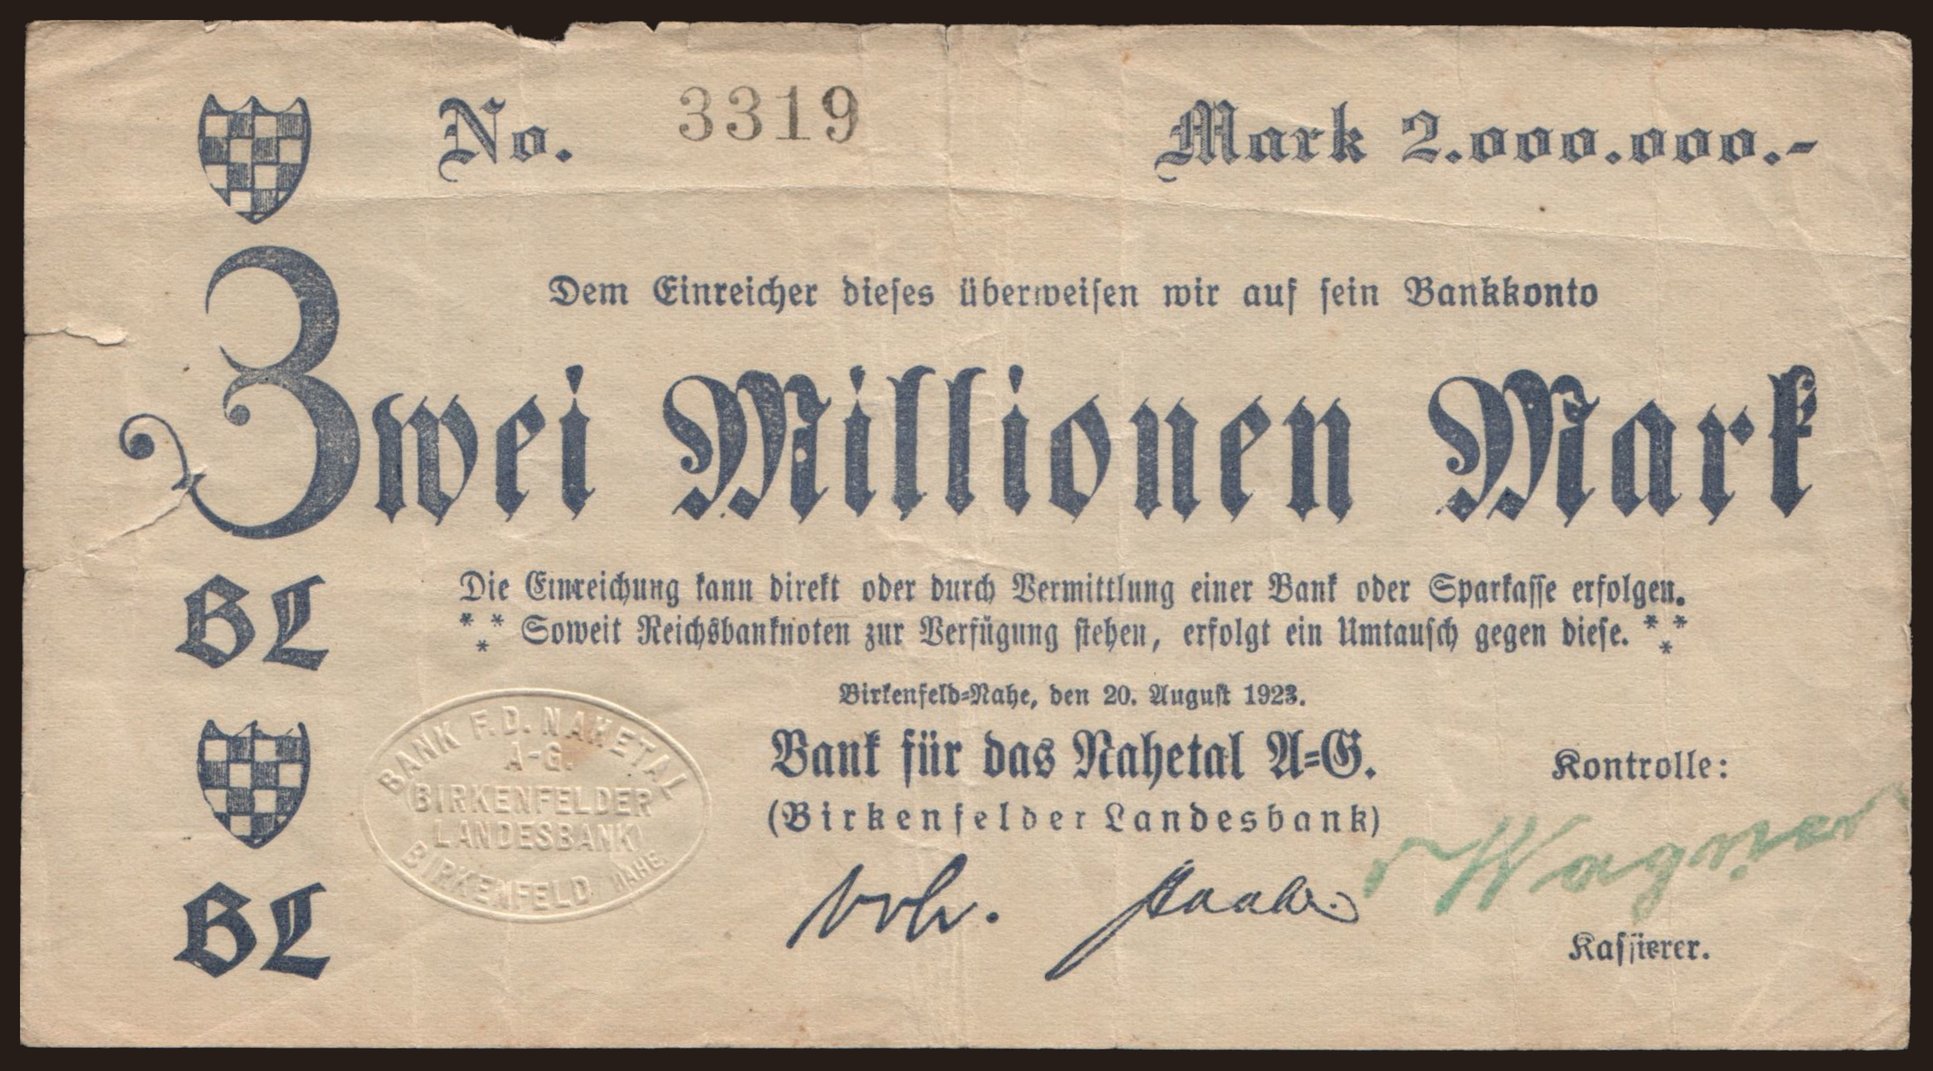 No. 3319 Mark 2.000.000.-
Dem Einreicher dieses überweisen wir auf sein Bankkonto
Zwei Millionen Mark
BL
Die Einreichung kann direkt oder durch Vermittlung einer Bank oder Sparkasse erfolgen.
* * * Soweit Reichsbanknoten zur Verfügung stehen, erfolgt ein Umtausch gegen diese. * * *
Birkenfeld-Nahe, den 20. August 1923.
Bank für das Nahetal A=G.
(Birkenfelder Landesbank)
Kontrolle:
Wagner
Kassierer.
BL
BANK F. D. NAHETAL
A-G.
(BIRKENFELDER
LANDESBANK)
BIRKENFELD NAHE